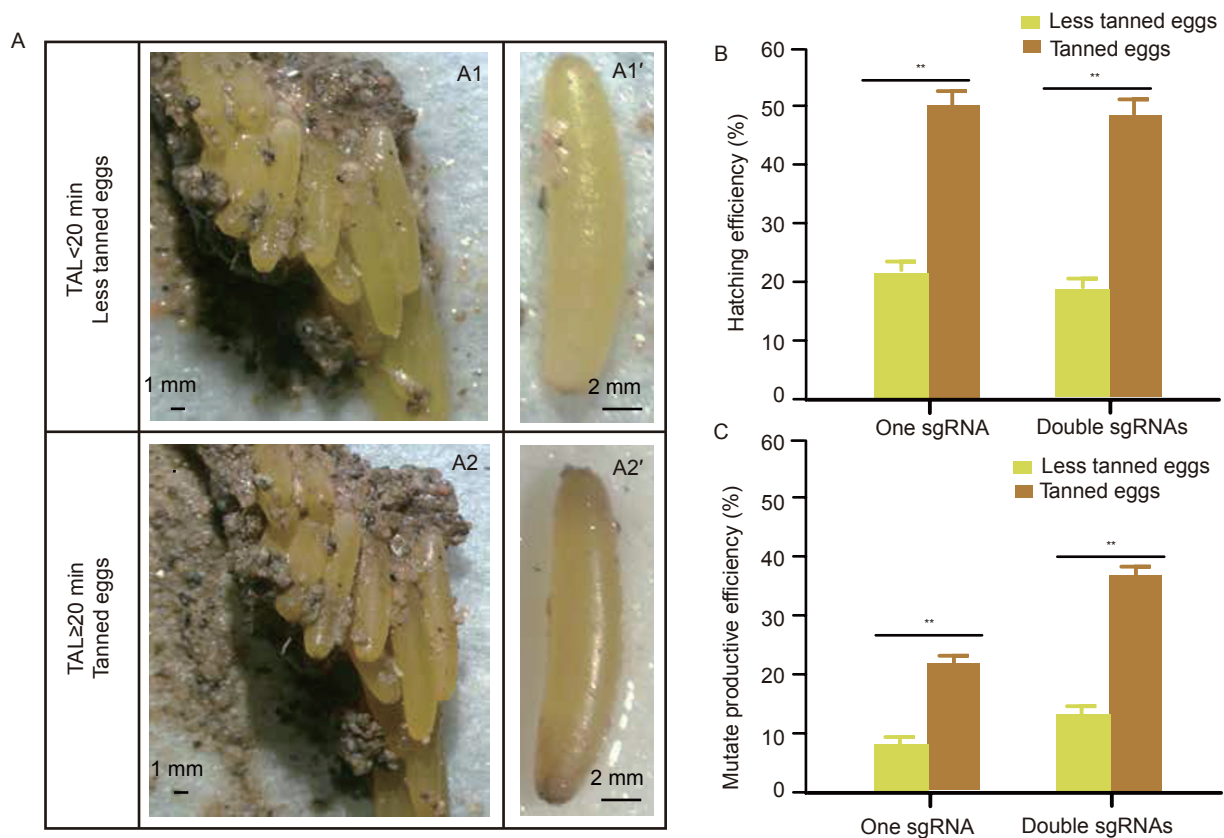 A
TAL<20 min
Less tanned eggs
A1
1 mm
A1′
2 mm
TAL≥20 min
Tanned eggs
A2
1 mm
A2′
2 mm
B
Less tanned eggs
Tanned eggs
Hatching efficiency (%)
60
50
40
30
20
10
0
**
**
One sgRNA
Double sgRNAs
C
Less tanned eggs
Tanned eggs
Mutate productive efficiency (%)
60
50
40
30
20
10
0
**
**
One sgRNA
Double sgRNAs